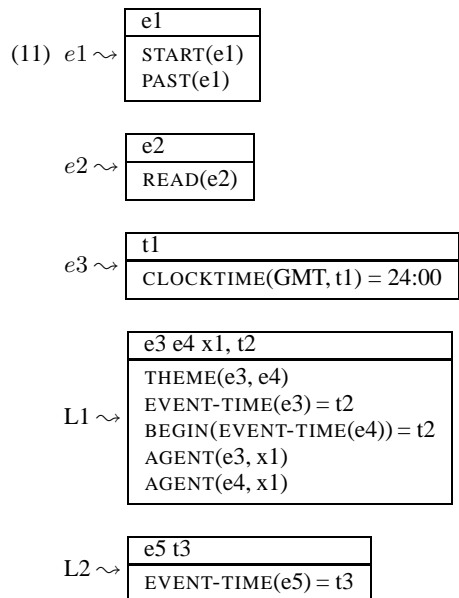 e1
(11) e1 ⤳ START(e1)
PAST(e1)
e2
e2 ⤳ READ(e2)
t1
e3 ⤳ CLOCKTIME(GMT, t1) = 24:00
e3 e4 x1, t2
THEME(e3, e4)
EVENT-TIME(e3) = t2
L1 ⤳ BEGIN(EVENT-TIME(e4)) = t2
AGENT(e3, x1)
AGENT(e4, x1)
e5 t3
L2 ⤳ EVENT-TIME(e5) = t3